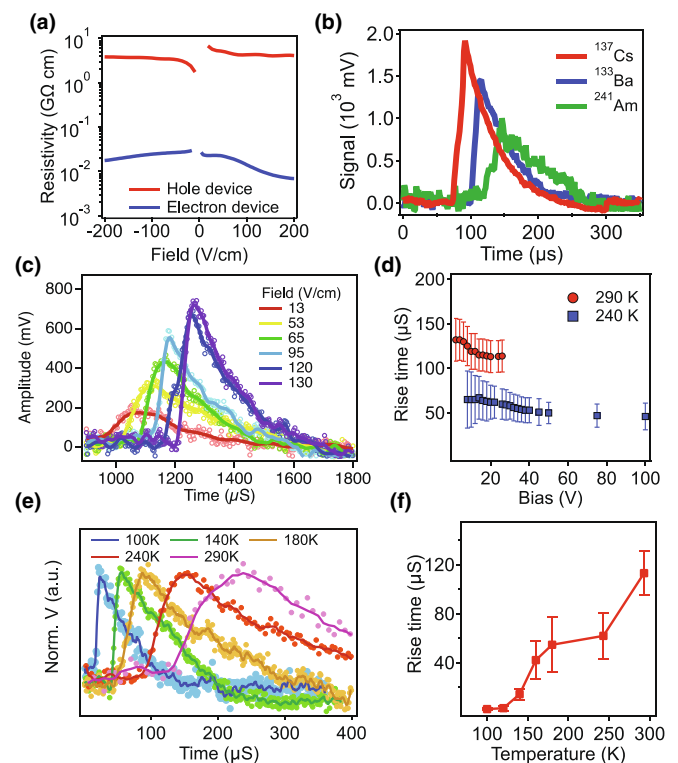 (a)
Resistivity (GΩ cm)
10¹
10⁰
10⁻¹
10⁻²
10⁻³
Hole device
Electron device
-200 -100 0 100 200
Field (V/cm)
(b)
Signal (10³ mV)
2.0
1.5
1.0
0.5
0.0
¹³⁷Cs
¹³³Ba
²⁴¹Am
0 100 200 300
Time (µs)
(c)
Amplitude (mV)
800
600
400
200
0
Field (V/cm)
13
53
65
95
120
130
1000 1200 1400 1600 1800
Time (µS)
(d)
Rise time (µS)
200
150
100
50
290 K
240 K
20 40 60 80 100
Bias (V)
(e)
Norm. V (a.u.)
100K 140K 180K
240K 290K
100 200 300 400
Time (µS)
(f)
Rise time (µS)
120
80
40
100 150 200 250 300
Temperature (K)